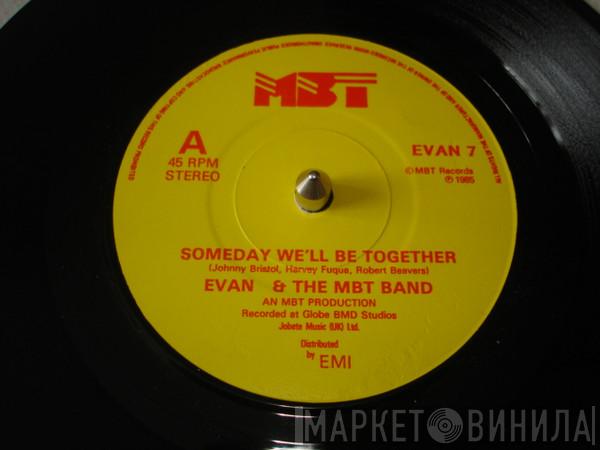 MBT
A
45 RPM
STEREO
EVAN 7
©MBT Records
℗1985
SOMEDAY WE'LL BE TOGETHER
(Johnny Bristol, Harvey Fuqua, Robert Beavers)
EVAN & THE MBT BAND
AN MBT PRODUCTION
Recorded at Globe BMD Studios
Jobete Music (UK) Ltd.
Distributed
by EMI
МАРКЕТ ВИНИЛА